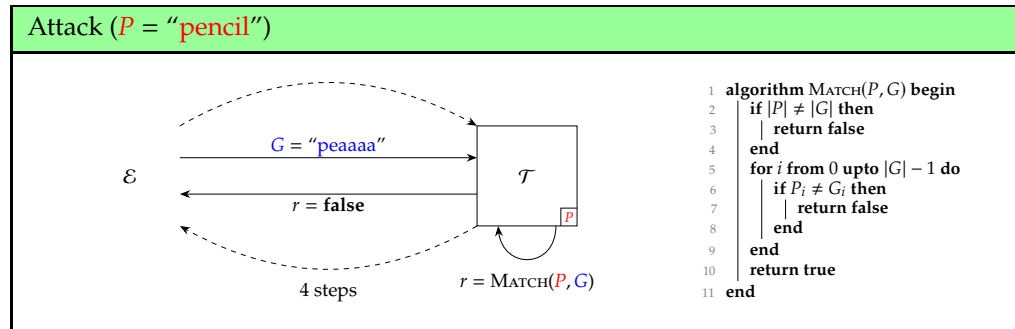 Attack (P = “pencil”)
G = “peaaaa”
ℰ
𝒯
r = false
P
4 steps
r = Match(P, G)
1 algorithm Match(P, G) begin
2 if |P| ≠ |G| then
3 return false
4 end
5 for i from 0 upto |G| − 1 do
6 if Pᵢ ≠ Gᵢ then
7 return false
8 end
9 end
10 return true
11 end